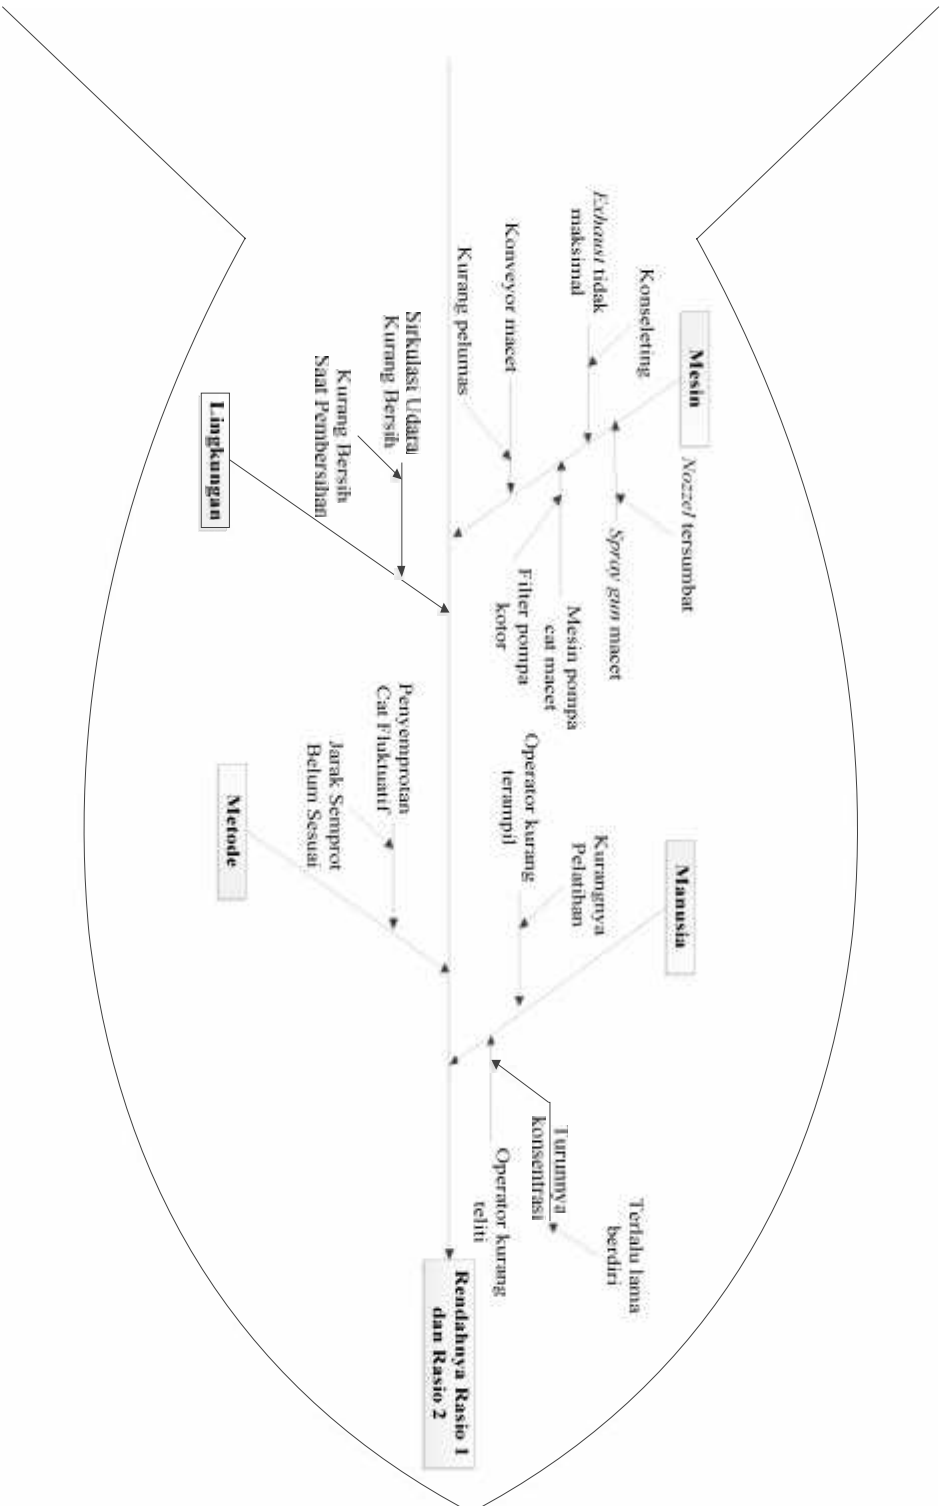 Mesin
Konseleting
Exhaust tidak
maksimal
Konveyor macet
Kurang pelumas
Nozzel tersumbat
Spray gun macet
Mesin pompa
cat macet
Filter pompa
kotor
Manusia
Kurangnya
Pelatihan
Operator kurang
terampil
Terlalu lama
berdiri
Turunnya
konsentrasi
Operator kurang
teliti
Sirkulasi Udara
Kurang Bersih
Kurang Bersih
Saat Pembersihan
Lingkungan
Penyemprotan
Cat Fluktuatif
Jarak Semprot
Belum Sesuai
Metode
Rendahnya Rasio 1
dan Rasio 2